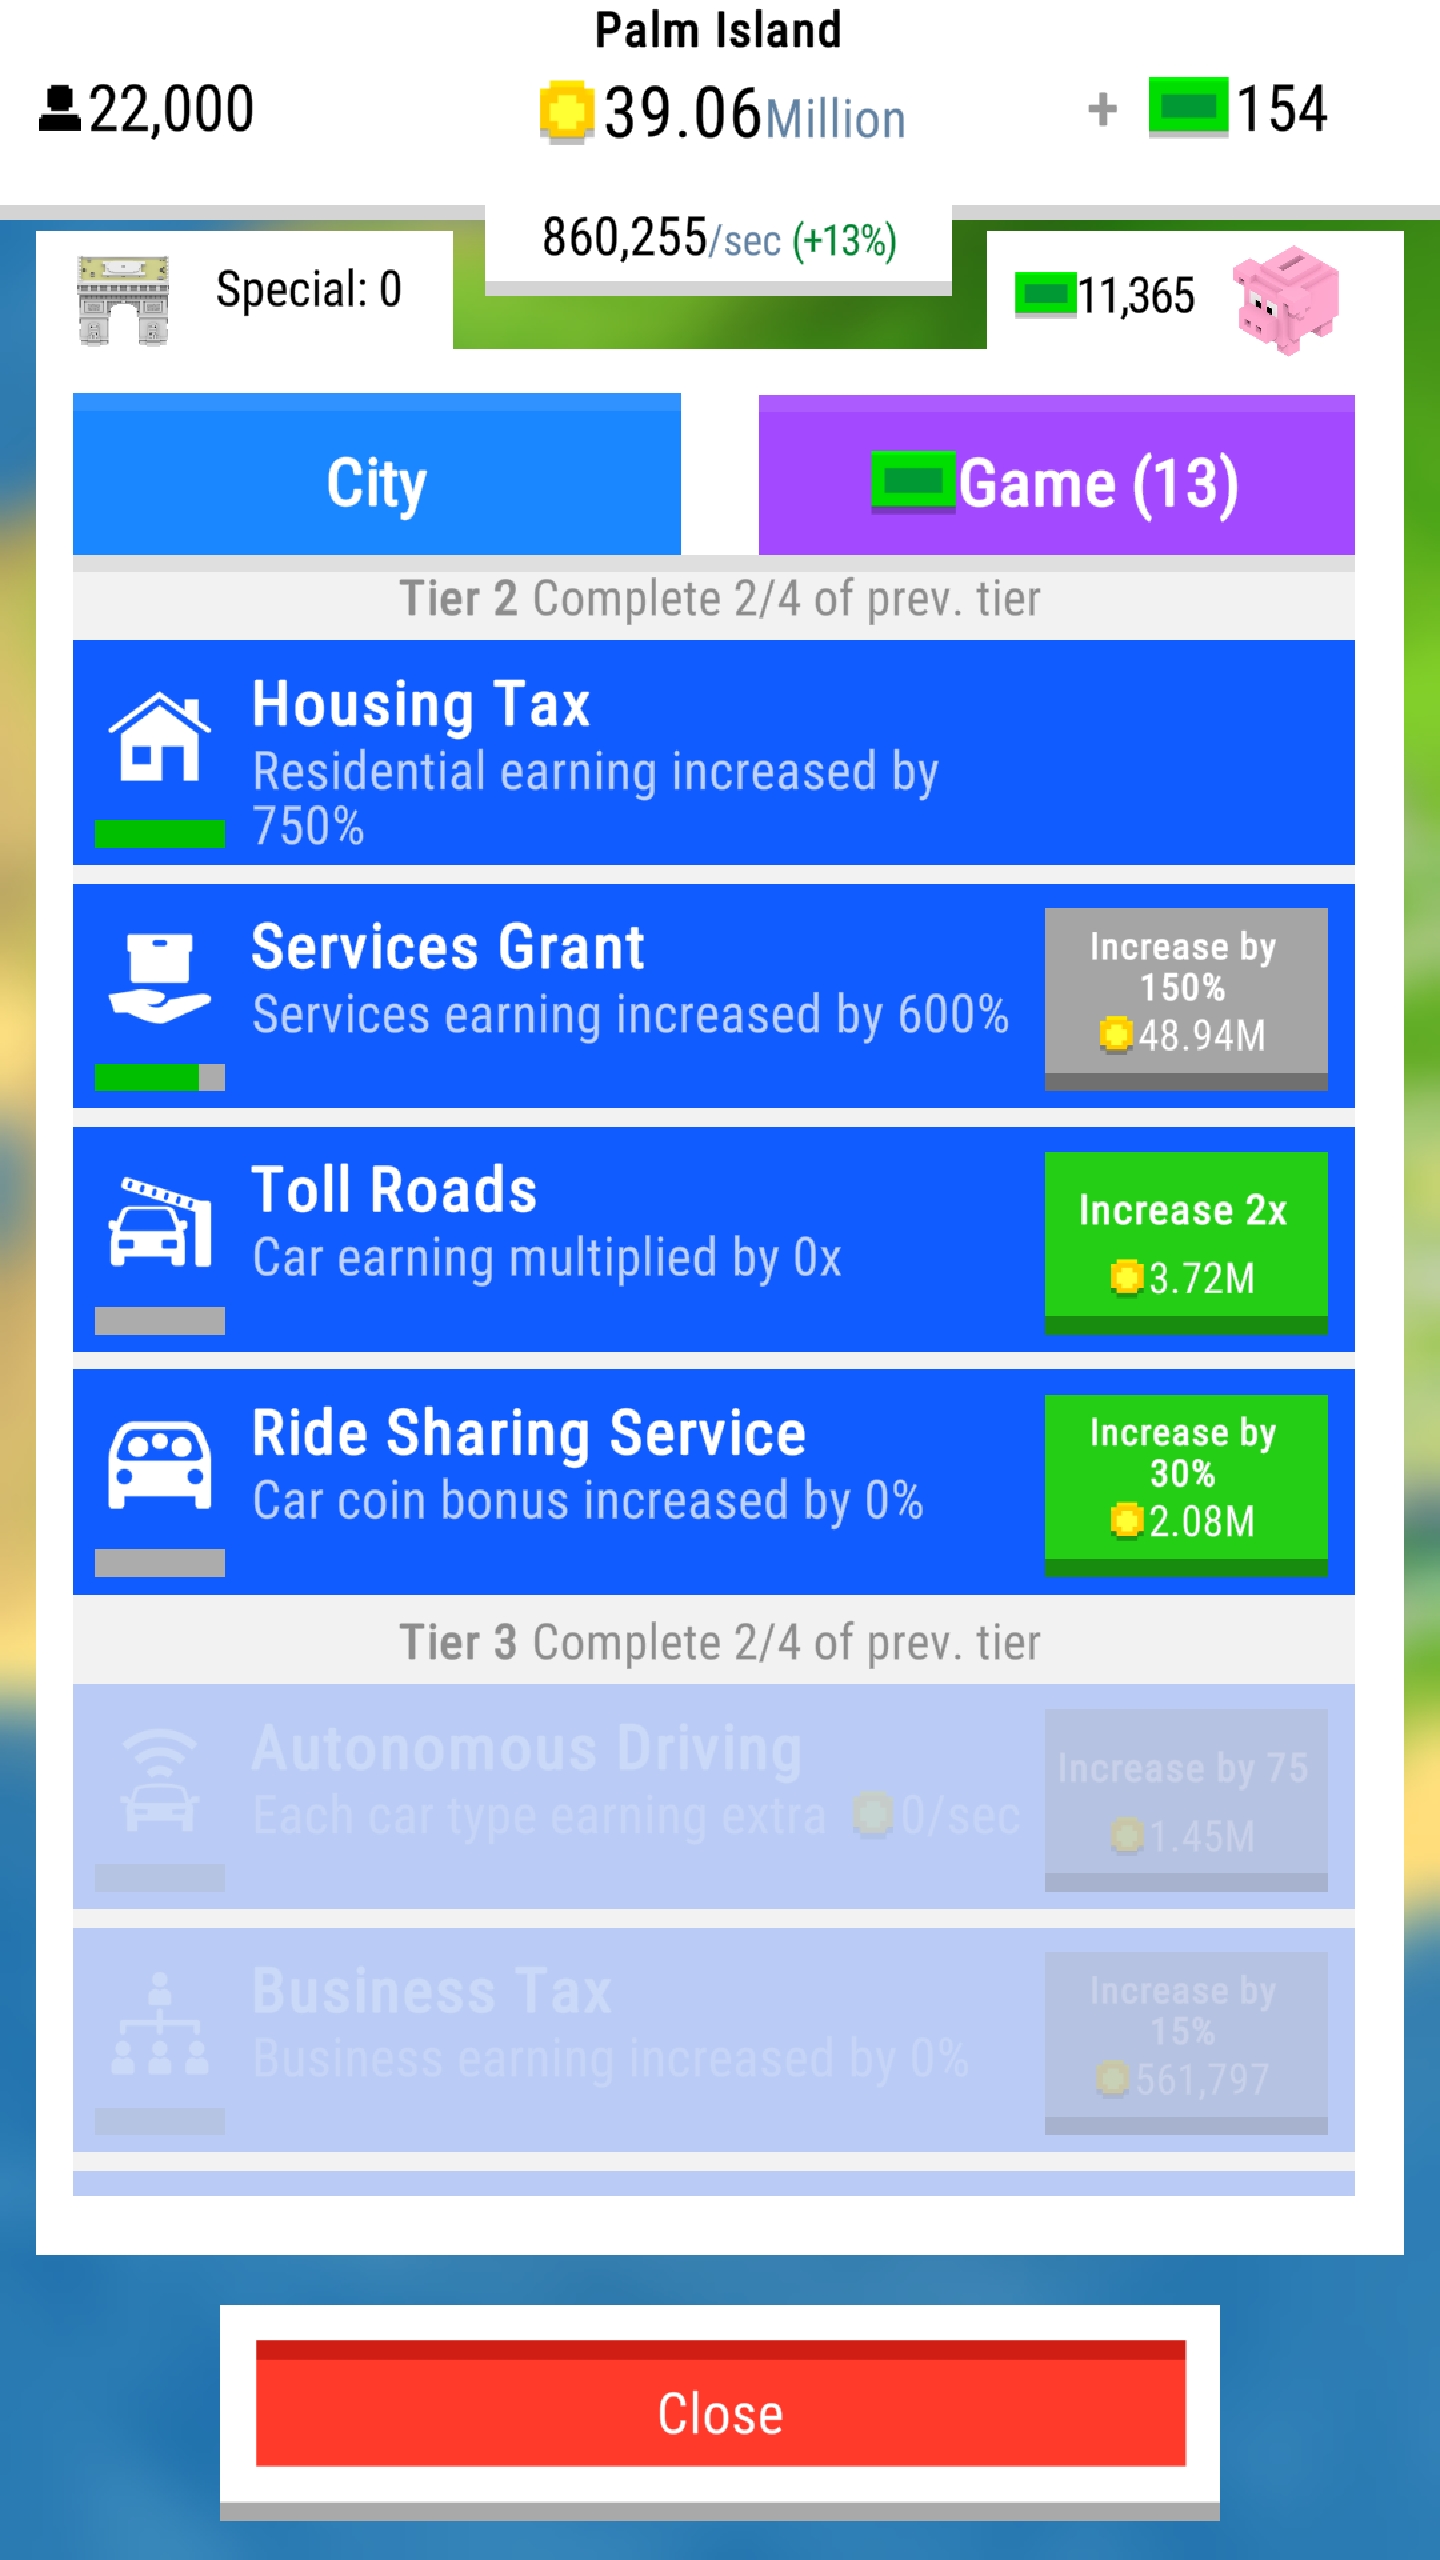 Palm Island
22,000
39.06Million
+ 154
860,255/sec (+13%)
Special: 0
11,365
City
Game (13)
Tier 2 Complete 2/4 of prev. tier
Housing Tax
Residential earning increased by
750%
Services Grant
Services earning increased by 600%
Increase by
150%
48.94M
Toll Roads
Car earning multiplied by 0x
Increase 2x
3.72M
Ride Sharing Service
Car coin bonus increased by 0%
Increase by
30%
2.08M
Tier 3 Complete 2/4 of prev. tier
Autonomous Driving
Each car type earning extra 0/sec
Increase by 75
1.45M
Business Tax
Business earning increased by 0%
Increase by
15%
561,797
Close